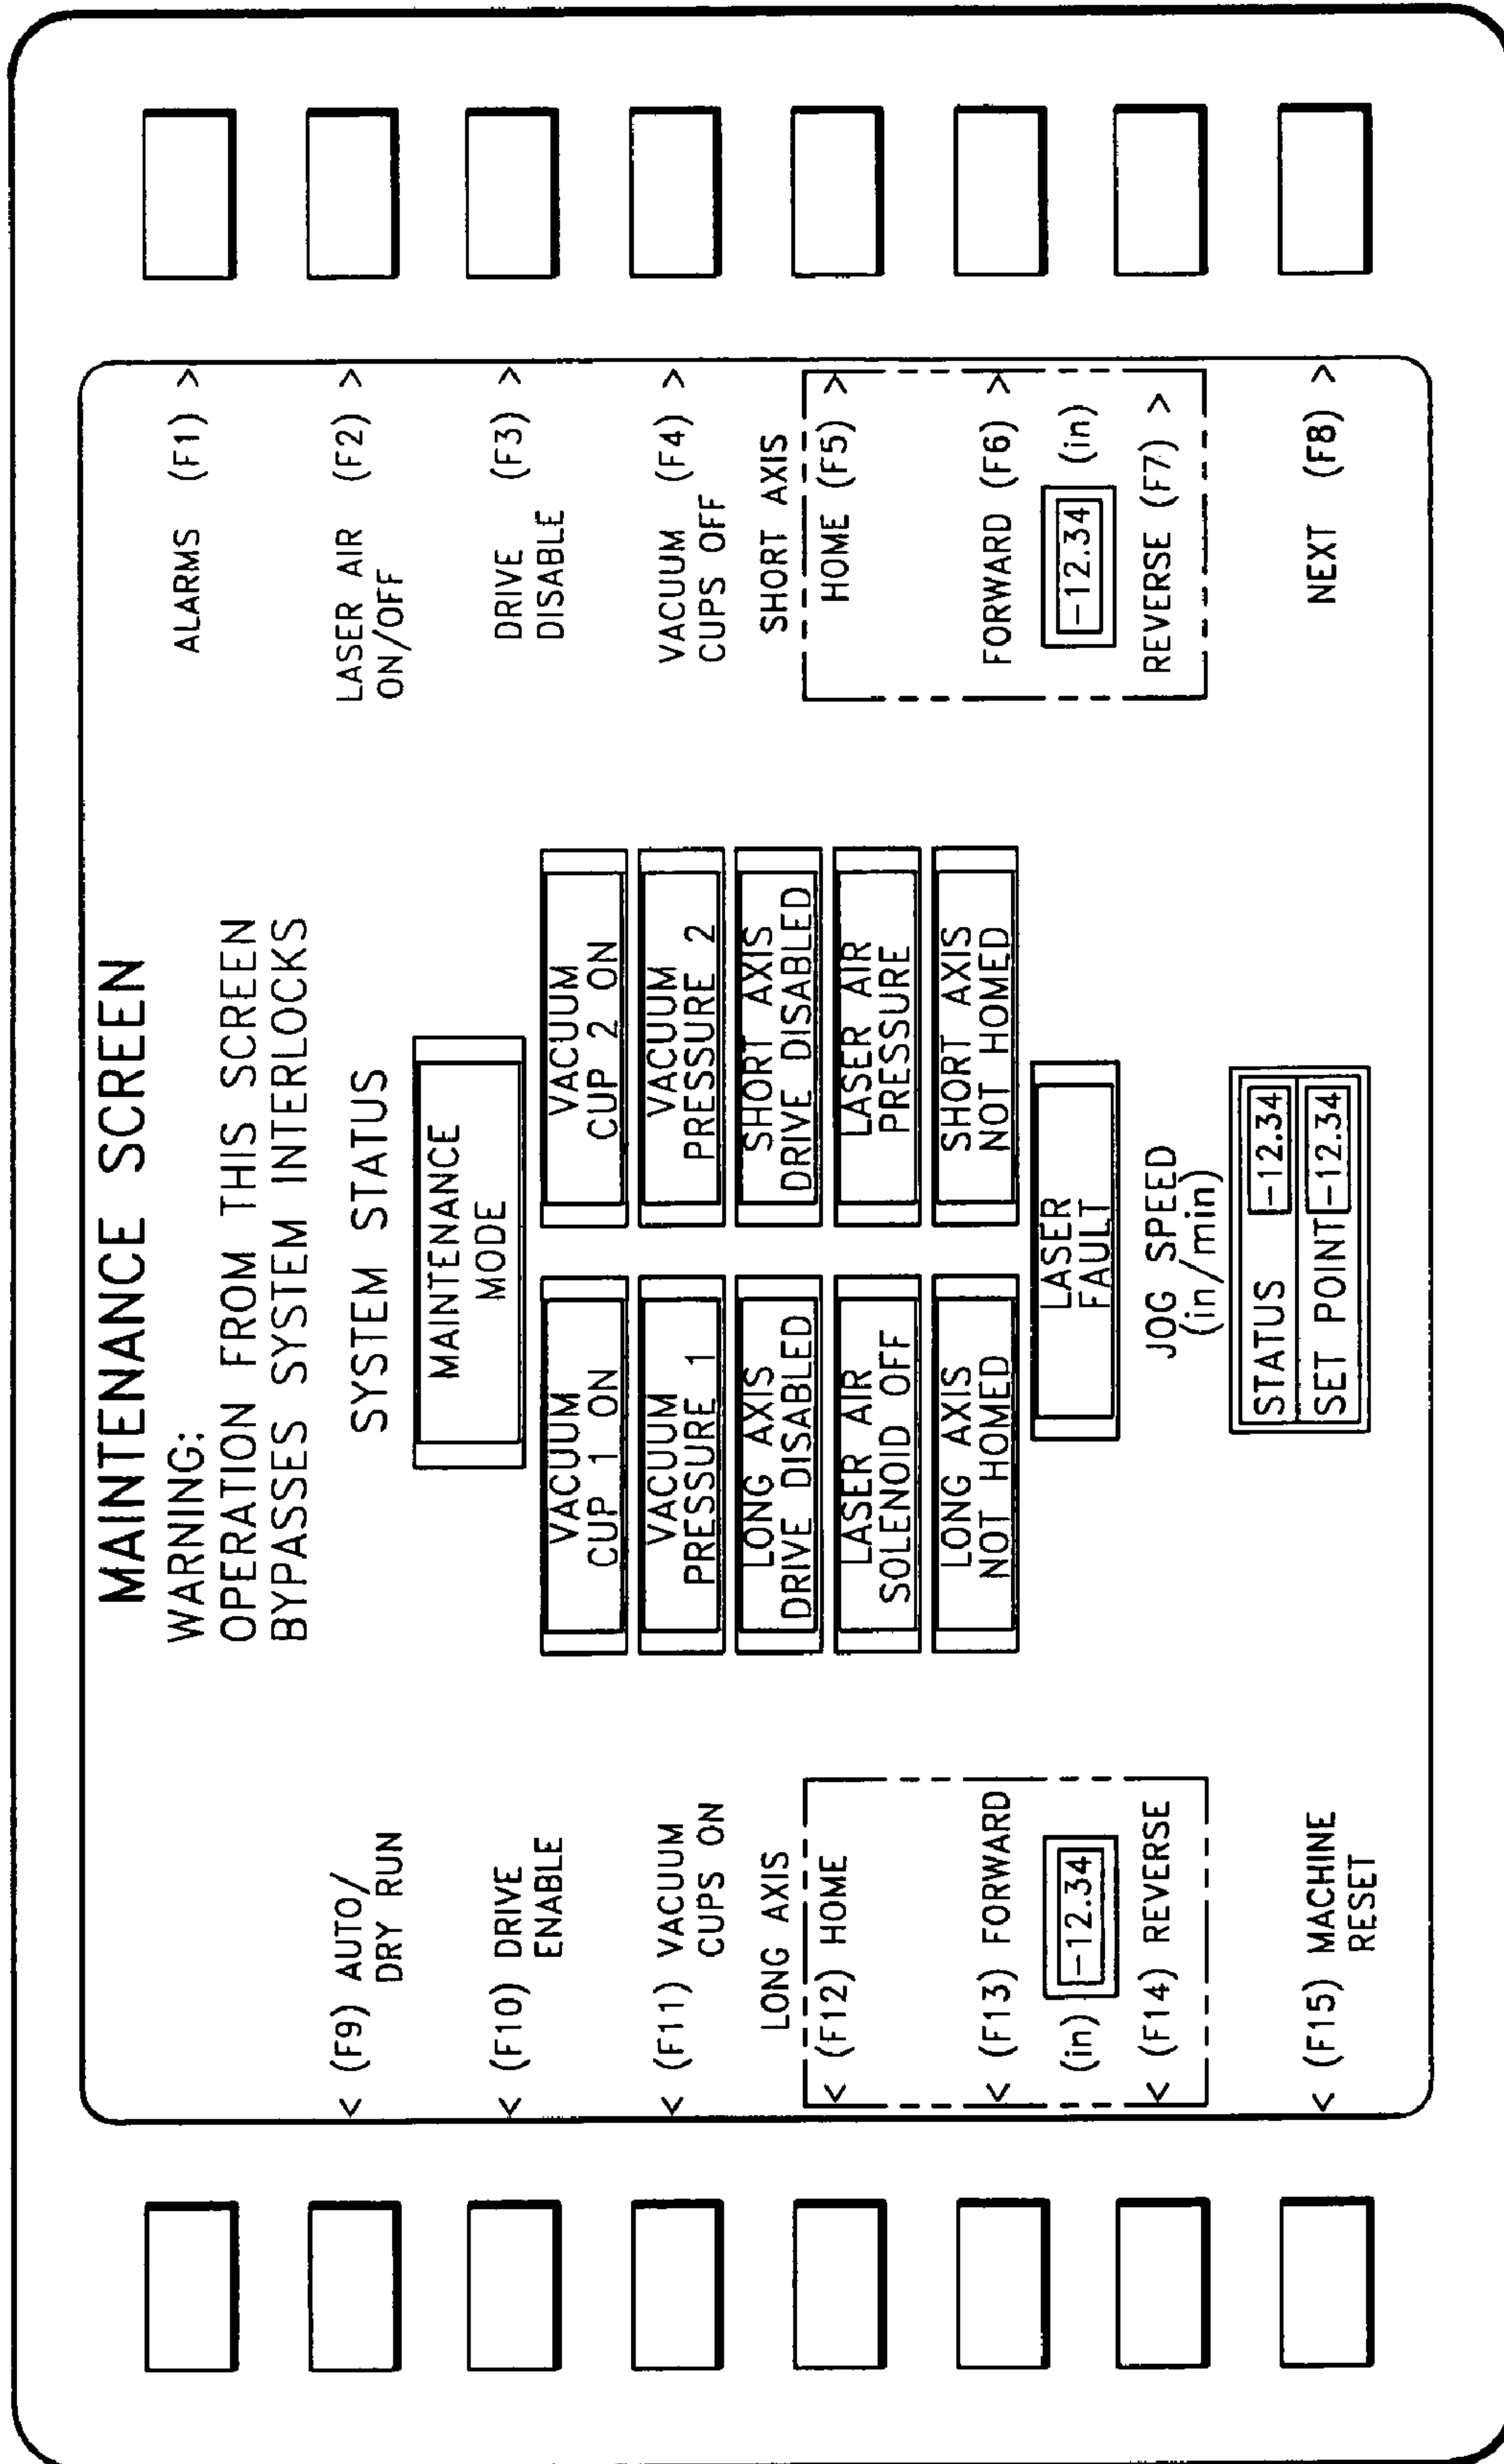 MAINTENANCE SCREEN
WARNING:
OPERATION FROM THIS SCREEN
BYPASSES SYSTEM INTERLOCKS
SYSTEM STATUS
MAINTENANCE
MODE
VACUUM
CUP 1 ON
VACUUM
CUP 2 ON
VACUUM
PRESSURE 1
VACUUM
PRESSURE 2
LONG AXIS
DRIVE DISABLED
SHORT AXIS
DRIVE DISABLED
LASER AIR
SOLENOID OFF
LASER AIR
PRESSURE
LONG AXIS
NOT HOMED
SHORT AXIS
NOT HOMED
LASER
FAULT
JOG SPEED
(in/min)
STATUS -12.34
SET POINT -12.34
< (F9) AUTO/
DRY RUN
< (F10) DRIVE
ENABLE
< (F11) VACUUM
CUPS ON
LONG AXIS
< (F12) HOME
< (F13) FORWARD
(in) -12.34
< (F14) REVERSE
< (F15) MACHINE
RESET
ALARMS (F1) >
LASER AIR (F2) >
ON/OFF
DRIVE (F3) >
DISABLE
VACUUM (F4) >
CUPS OFF
SHORT AXIS
HOME (F5) >
FORWARD (F6) >
-12.34 (in)
REVERSE (F7) >
NEXT (F8) >